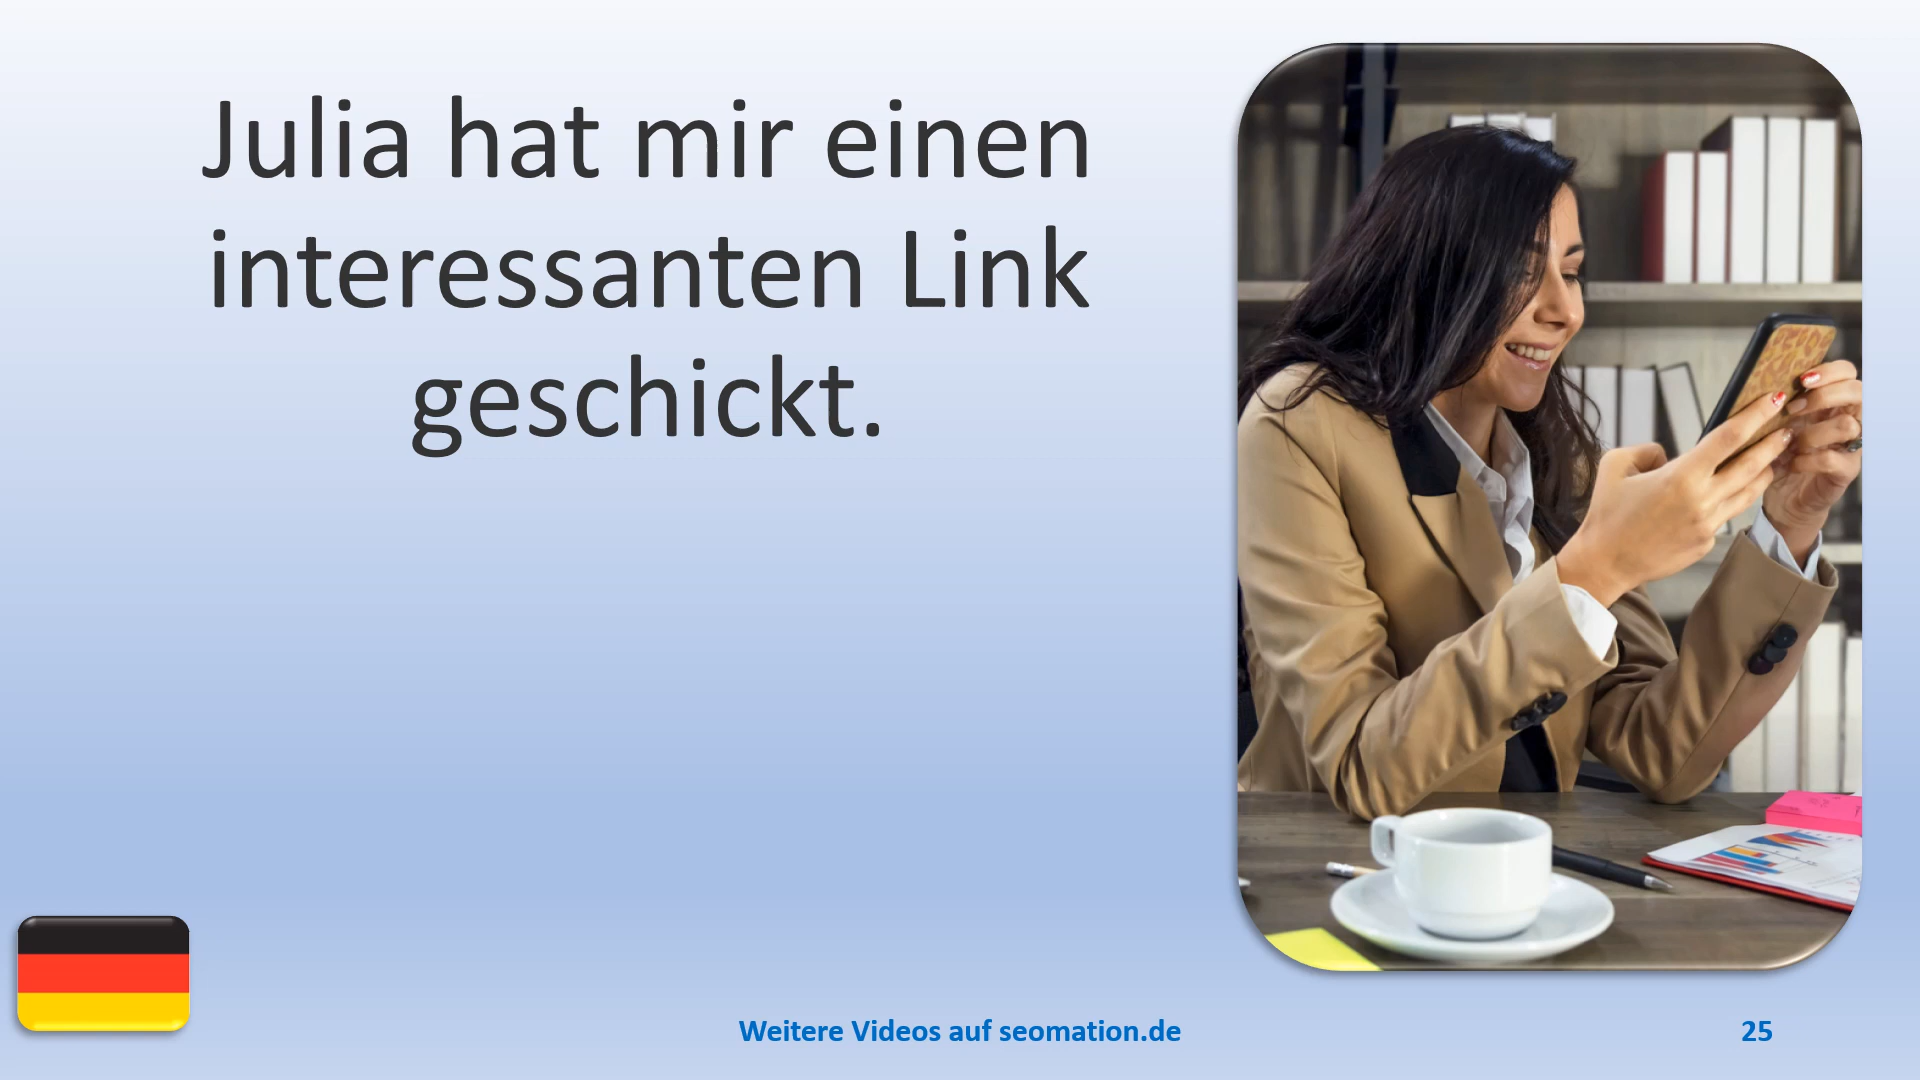 Julia hat mir einen
interessanten Link
geschickt.
Weitere Videos auf seomation.de
25